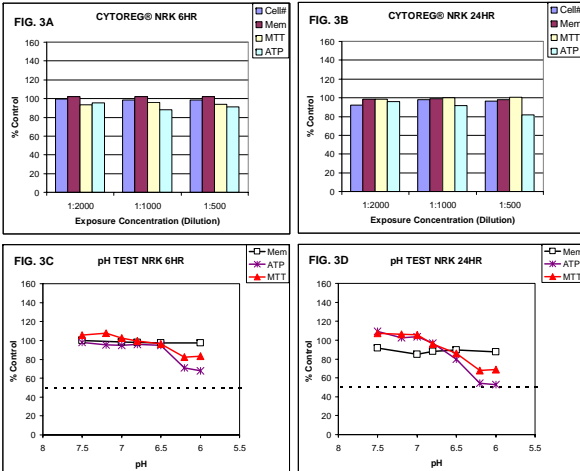 FIG. 3A
CYTOREG® NRK 6HR
Cell#
Mem
MTT
ATP
% Control
160
140
120
100
80
60
40
20
0
1:2000
1:1000
1:500
Exposure Concentration (Dilution)
FIG. 3B
CYTOREG® NRK 24HR
Cell#
Mem
MTT
ATP
% Control
160
140
120
100
80
60
40
20
0
1:2000
1:1000
1:500
Exposure Concentration (Dilution)
FIG. 3C
pH TEST NRK 6HR
Mem
ATP
MTT
% Control
160
140
120
100
80
60
40
20
0
8
7.5
7
6.5
6
5.5
pH
FIG. 3D
pH TEST NRK 24HR
Mem
ATP
MTT
% Control
160
140
120
100
80
60
40
20
0
8
7.5
7
6.5
6
5.5
pH